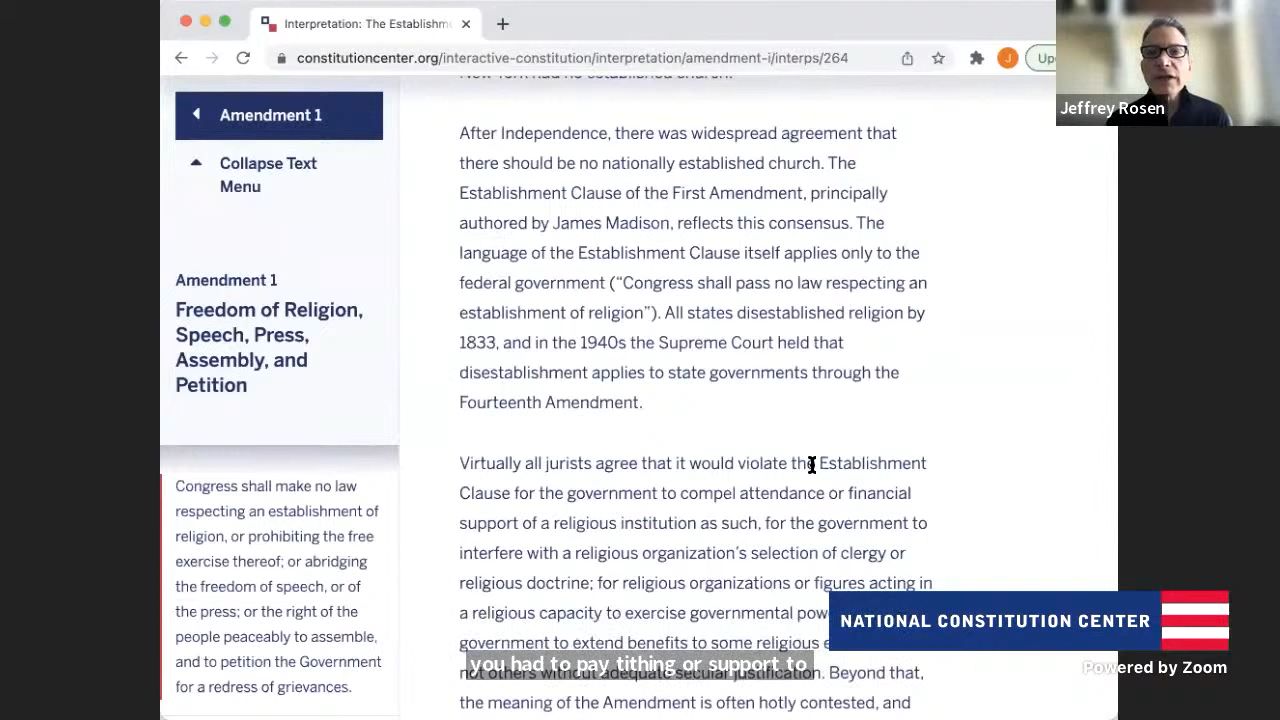 Interpretation: The Establishm
constitutioncenter.org/interactive-constitution/interpretation/amendment-i/interps/264
J
Jeffrey Rosen
Amendment 1
Collapse Text
Menu
Amendment 1
Freedom of Religion,
Speech, Press,
Assembly, and
Petition
Congress shall make no law
respecting an establishment of
religion, or prohibiting the free
exercise thereof; or abridging
the freedom of speech, or of
the press; or the right of the
people peaceably to assemble,
and to petition the Government
for a redress of grievances.
After Independence, there was widespread agreement that
there should be no nationally established church. The
Establishment Clause of the First Amendment, principally
authored by James Madison, reflects this consensus. The
language of the Establishment Clause itself applies only to the
federal government (“Congress shall pass no law respecting an
establishment of religion”). All states disestablished religion by
1833, and in the 1940s the Supreme Court held that
disestablishment applies to state governments through the
Fourteenth Amendment.
Virtually all jurists agree that it would violate the Establishment
Clause for the government to compel attendance or financial
support of a religious institution as such, for the government to
interfere with a religious organization’s selection of clergy or
religious doctrine; for religious organizations or figures acting in
a religious capacity to exercise governmental
government to extend benefits to some religious
not others without adequate secular justification. Beyond that,
the meaning of the Amendment is often hotly contested, and
you had to pay tithing or support to
NATIONAL CONSTITUTION CENTER
Powered by Zoom